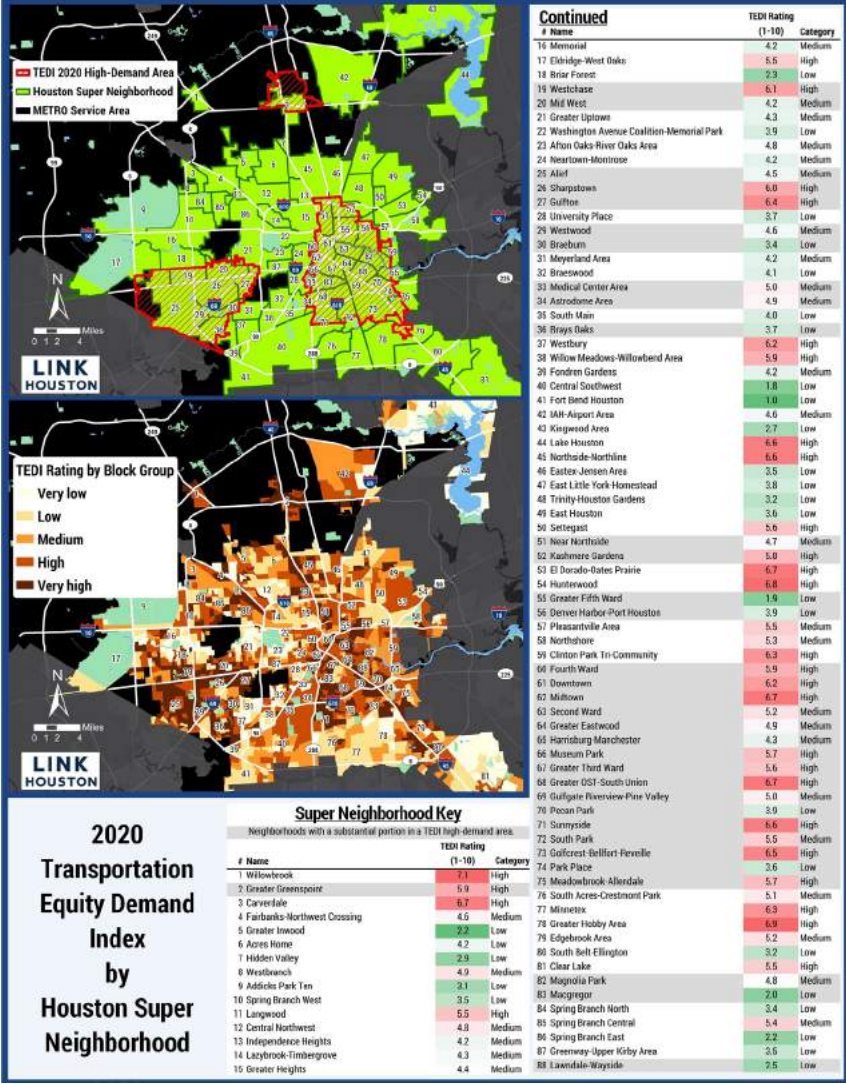 TEDI 2020 High-Demand Area
Houston Super Neighborhood
METRO Service Area
N
0 1 2 4 Miles
LINK
HOUSTON
TEDI Rating by Block Group
Very low
Low
Medium
High
Very high
N
0 1 2 4 Miles
LINK
HOUSTON
2020
Transportation
Equity Demand
Index
by
Houston Super
Neighborhood
Super Neighborhood Key
Neighborhoods with a substantial portion in a TEDI high-demand area.
TEDI Rating
# Name (1-10) Category
1 Willowbrook 7.1 High
2 Greater Greenspoint 5.9 High
3 Carverdale 6.7 High
4 Fairbanks-Northwest Crossing 4.6 Medium
5 Greater Inwood 2.2 Low
6 Acres Home 4.2 Low
7 Hidden Valley 2.9 Low
8 Westbranch 4.9 Medium
9 Addicks Park Ten 3.1 Low
10 Spring Branch West 3.5 Low
11 Langwood 5.5 High
12 Central Northwest 4.8 Medium
13 Independence Heights 4.2 Medium
14 Lazybrook-Timbergrove 4.3 Medium
15 Greater Heights 4.4 Medium
Continued
TEDI Rating
# Name (1-10) Category
16 Memorial 4.2 Medium
17 Eldridge-West Oaks 5.5 High
18 Briar Forest 2.3 Low
19 Westchase 6.1 High
20 Mid West 4.2 Medium
21 Greater Uptown 4.3 Medium
22 Washington Avenue Coalition-Memorial Park 3.9 Low
23 Afton Oaks-River Oaks Area 4.8 Medium
24 Neartown-Montrose 4.2 Medium
25 Alief 4.5 Medium
26 Sharpstown 6.0 High
27 Gulfton 6.4 High
28 University Place 3.7 Low
29 Westwood 4.6 Medium
30 Braeburn 3.4 Low
31 Meyerland Area 4.2 Medium
32 Braeswood 4.1 Low
33 Medical Center Area 5.0 Medium
34 Astrodome Area 4.9 Medium
35 South Main 4.0 Low
36 Brays Oaks 3.7 Low
37 Westbury 6.2 High
38 Willow Meadows-Willowbend Area 5.9 High
39 Fondren Gardens 4.2 Medium
40 Central Southwest 1.8 Low
41 Fort Bend Houston 1.0 Low
42 IAH-Airport Area 4.6 Medium
43 Kingwood Area 2.7 Low
44 Lake Houston 6.6 High
45 Northside-Northline 6.6 High
46 Eastex-Jensen Area 3.5 Low
47 East Little York-Homestead 3.8 Low
48 Trinity-Houston Gardens 3.2 Low
49 East Houston 3.6 Low
50 Settegast 5.6 High
51 Near Northside 4.7 Medium
52 Kashmere Gardens 5.8 High
53 El Dorado-Oates Prairie 6.7 High
54 Hunterwood 6.8 High
55 Greater Fifth Ward 1.9 Low
56 Denver Harbor-Port Houston 3.9 Low
57 Pleasantville Area 5.5 Medium
58 Northshore 5.3 Medium
59 Clinton Park Tri-Community 6.3 High
60 Fourth Ward 5.9 High
61 Downtown 6.2 High
62 Midtown 6.7 High
63 Second Ward 5.2 Medium
64 Greater Eastwood 4.9 Medium
65 Harrisburg-Manchester 4.3 Medium
66 Museum Park 5.7 High
67 Greater Third Ward 5.6 High
68 Greater OST-South Union 6.7 High
69 Gulfgate Riverview-Pine Valley 5.0 Medium
70 Pecan Park 3.9 Low
71 Sunnyside 6.6 High
72 South Park 5.5 Medium
73 Golfcrest-Bellfort-Reveille 6.5 High
74 Park Place 3.6 Low
75 Meadowbrook-Allendale 5.7 High
76 South Acres-Crestmont Park 5.1 Medium
77 Minnetex 6.3 High
78 Greater Hobby Area 6.9 High
79 Edgebrook Area 5.2 Medium
80 South Belt-Ellington 3.2 Low
81 Clear Lake 5.5 High
82 Magnolia Park 4.8 Medium
83 Macgregor 2.0 Low
84 Spring Branch North 3.4 Low
85 Spring Branch Central 5.4 Medium
86 Spring Branch East 2.2 Low
87 Greenway-Upper Kirby Area 3.5 Low
88 Lawndale-Wayside 2.5 Low